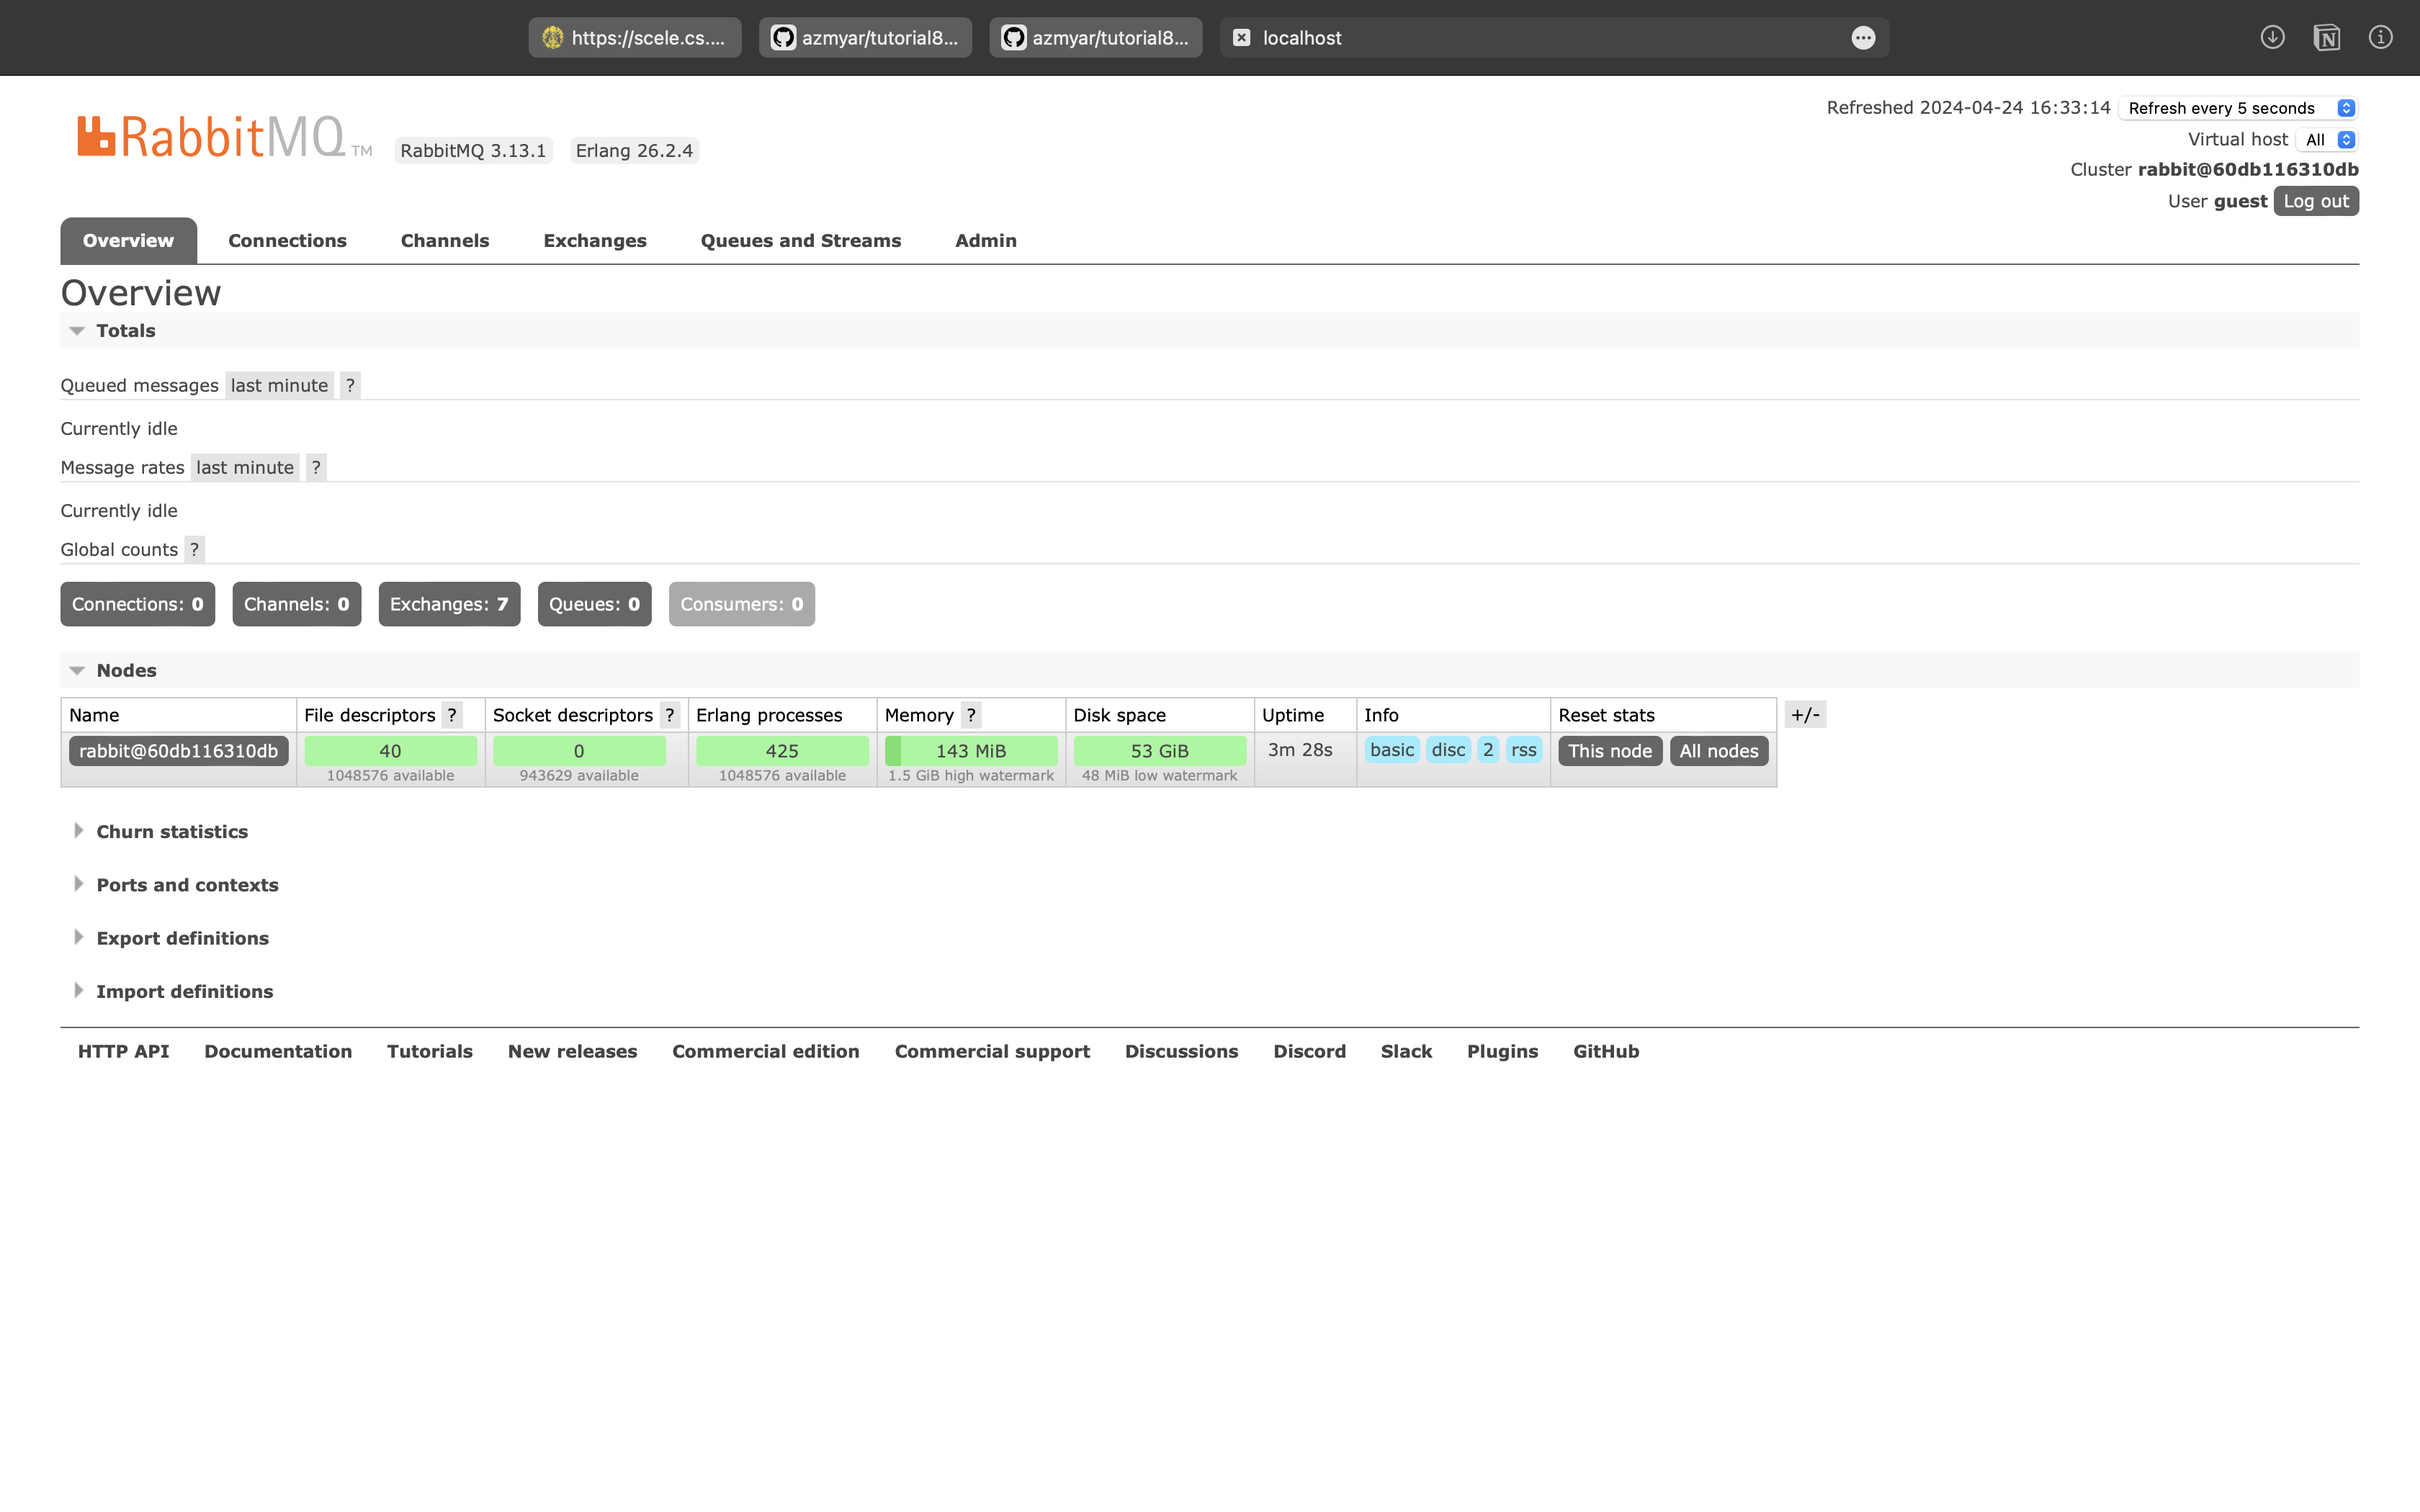 https://scele.cs.... azmyar/tutorial8... azmyar/tutorial8... localhost
Refreshed 2024-04-24 16:33:14 Refresh every 5 seconds
RabbitMQ TM RabbitMQ 3.13.1 Erlang 26.2.4
Virtual host All
Cluster rabbit@60db116310db
User guest Log out
Overview Connections Channels Exchanges Queues and Streams Admin
Overview
Totals
Queued messages last minute ?
Currently idle
Message rates last minute ?
Currently idle
Global counts ?
Connections: 0 Channels: 0 Exchanges: 7 Queues: 0 Consumers: 0
Nodes
Name File descriptors ? Socket descriptors ? Erlang processes Memory ? Disk space Uptime Info Reset stats +/-
rabbit@60db116310db 40 0 425 143 MiB 53 GiB 3m 28s basic disc 2 rss This node All nodes
1048576 available 943629 available 1048576 available 1.5 GiB high watermark 48 MiB low watermark
Churn statistics
Ports and contexts
Export definitions
Import definitions
HTTP API Documentation Tutorials New releases Commercial edition Commercial support Discussions Discord Slack Plugins GitHub